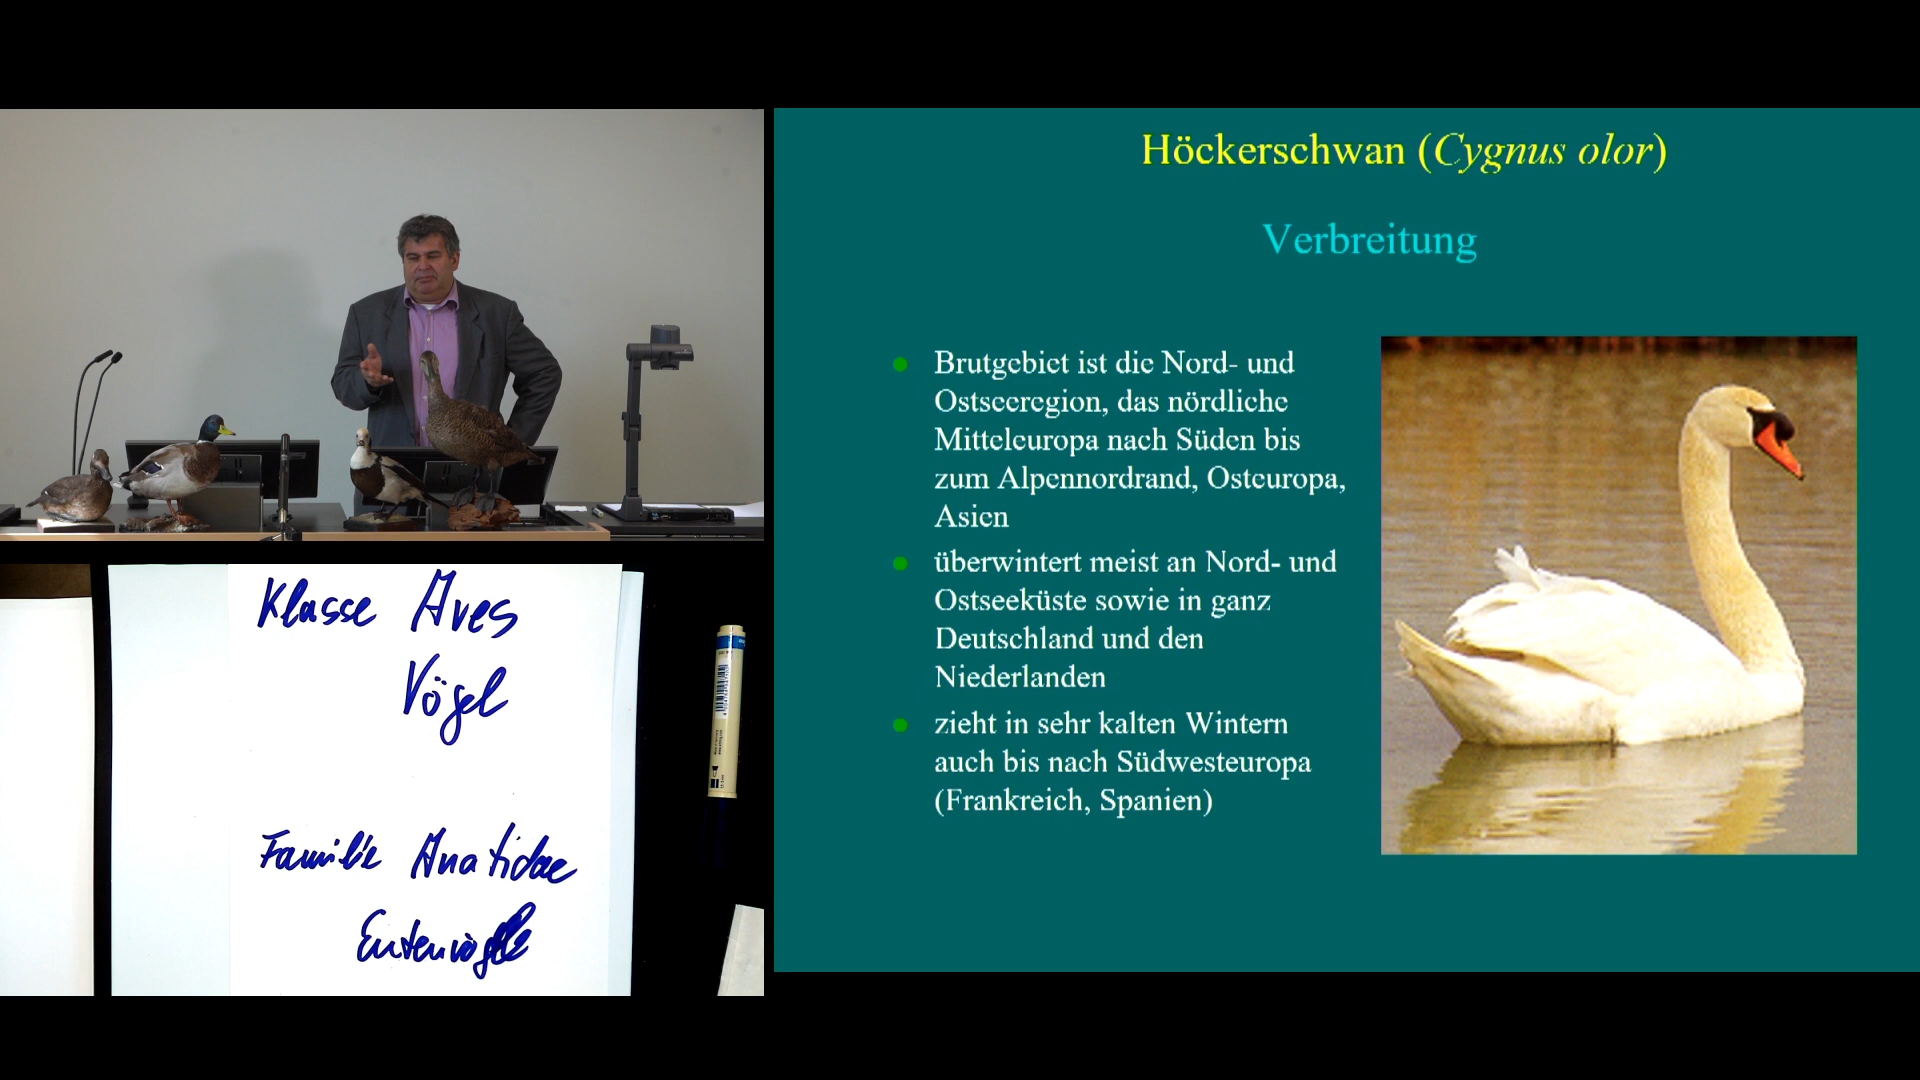 Höckerschwan (Cygnus olor)
Verbreitung
Brutgebiet ist die Nord- und
Ostseeregion, das nördliche
Mitteleuropa nach Süden bis
zum Alpennordrand, Osteuropa,
Asien
überwintert meist an Nord- und
Ostseeküste sowie in ganz
Deutschland und den
Niederlanden
zieht in sehr kalten Wintern
auch bis nach Südwesteuropa
(Frankreich, Spanien)
Klasse Aves
Vögel
Familie Anatidae
Entenvögel